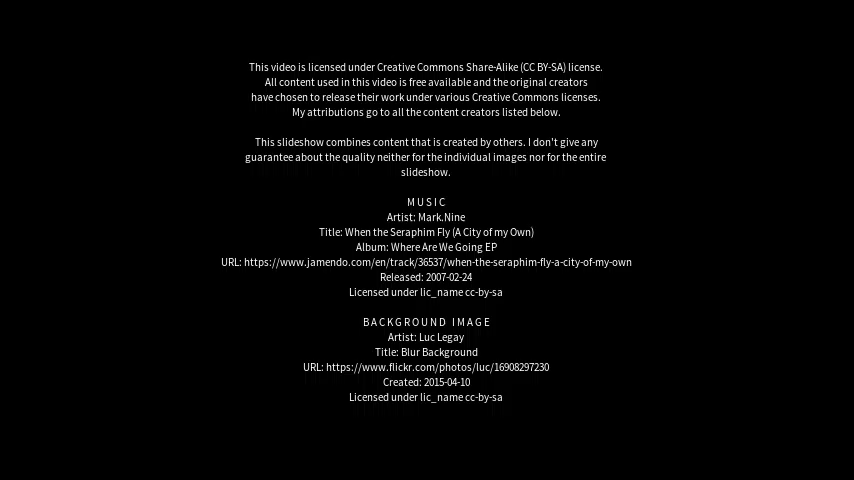 This video is licensed under Creative Commons Share-Alike (CC BY-SA) license.
All content used in this video is free available and the original creators
have chosen to release their work under various Creative Commons licenses.
My attributions go to all the content creators listed below.
This slideshow combines content that is created by others. I don't give any
guarantee about the quality neither for the individual images nor for the entire
slideshow.
MUSIC
Artist: Mark.Nine
Title: When the Seraphim Fly (A City of my Own)
Album: Where Are We Going EP
URL: https://www.jamendo.com/en/track/36537/when-the-seraphim-fly-a-city-of-my-own
Released: 2007-02-24
Licensed under lic_name cc-by-sa
BACKGROUND IMAGE
Artist: Luc Legay
Title: Blur Background
URL: https://www.flickr.com/photos/luc/16908297230
Created: 2015-04-10
Licensed under lic_name cc-by-sa